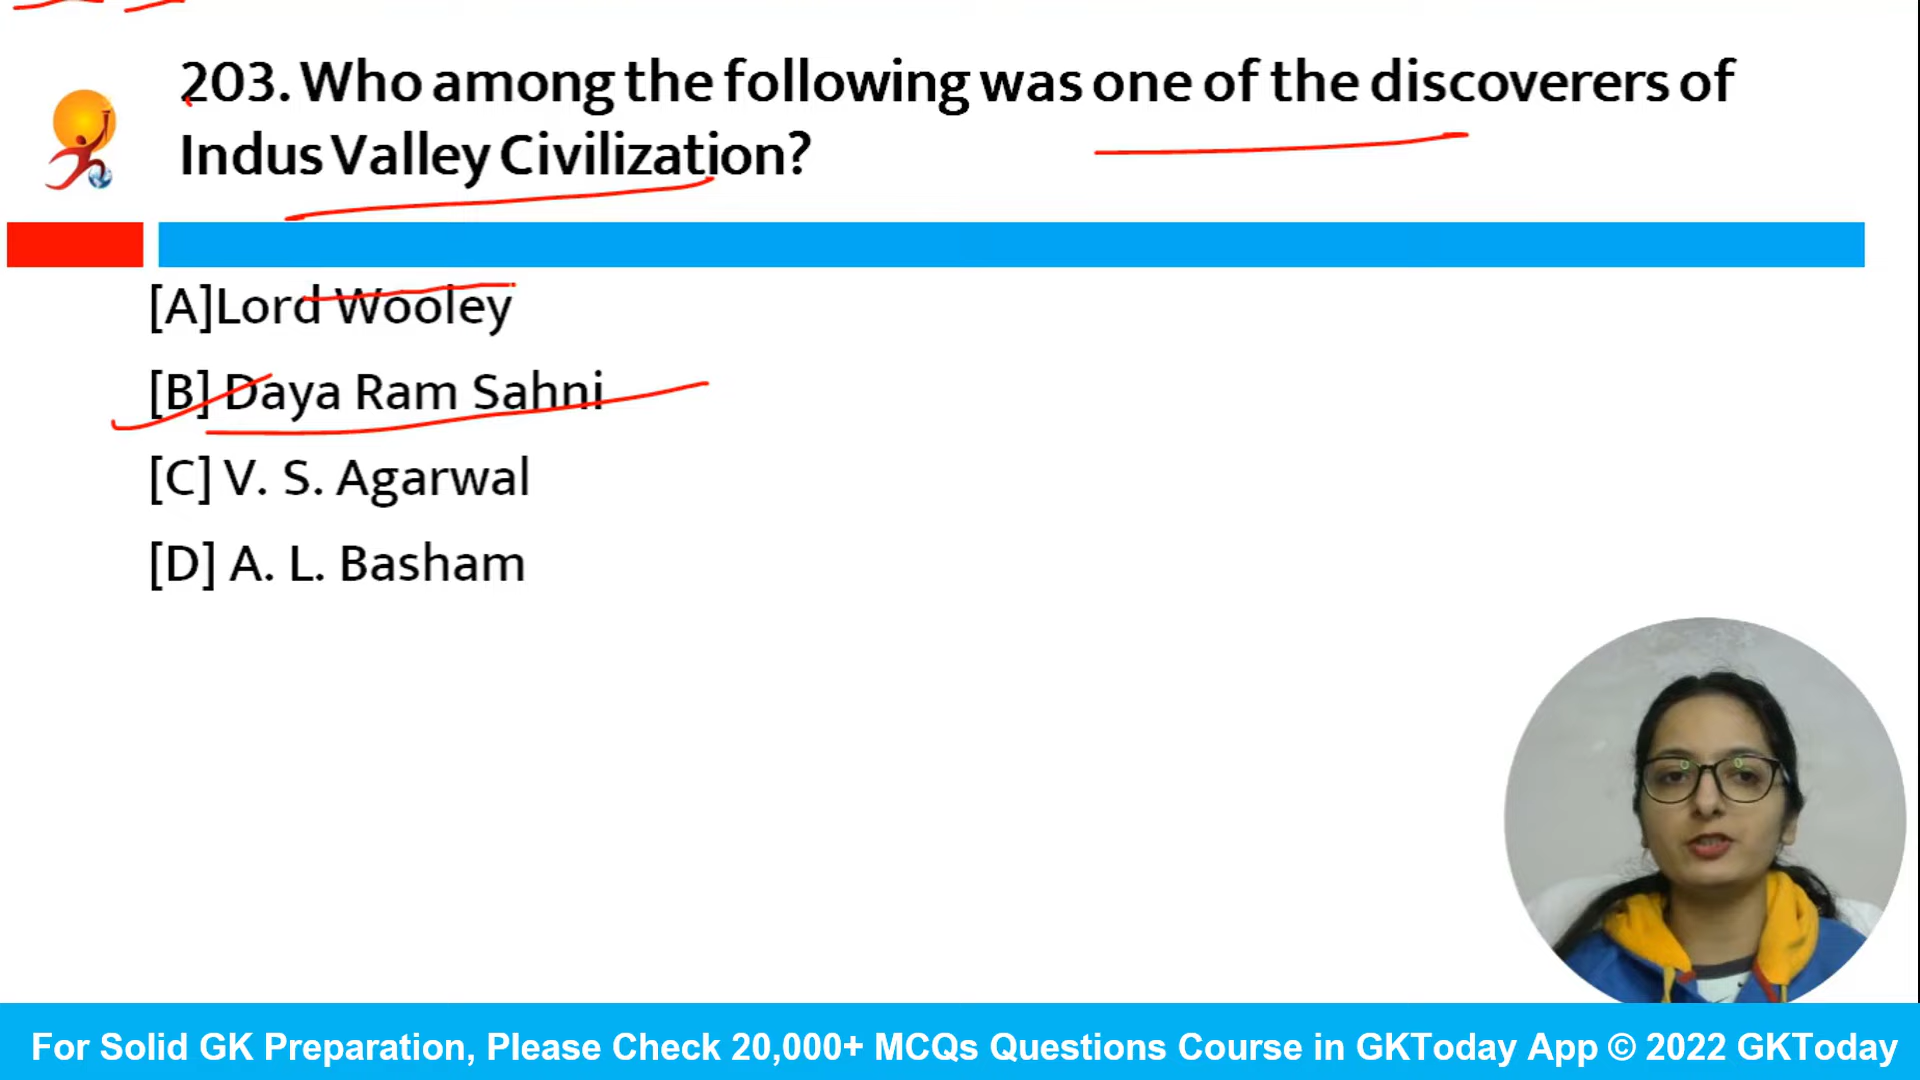 203. Who among the following was one of the discoverers of
Indus Valley Civilization?
[A]Lord Wooley
[B] Daya Ram Sahni
[C] V. S. Agarwal
[D] A. L. Basham
For Solid GK Preparation, Please Check 20,000+ MCQs Questions Course in GKToday App © 2022 GKToday